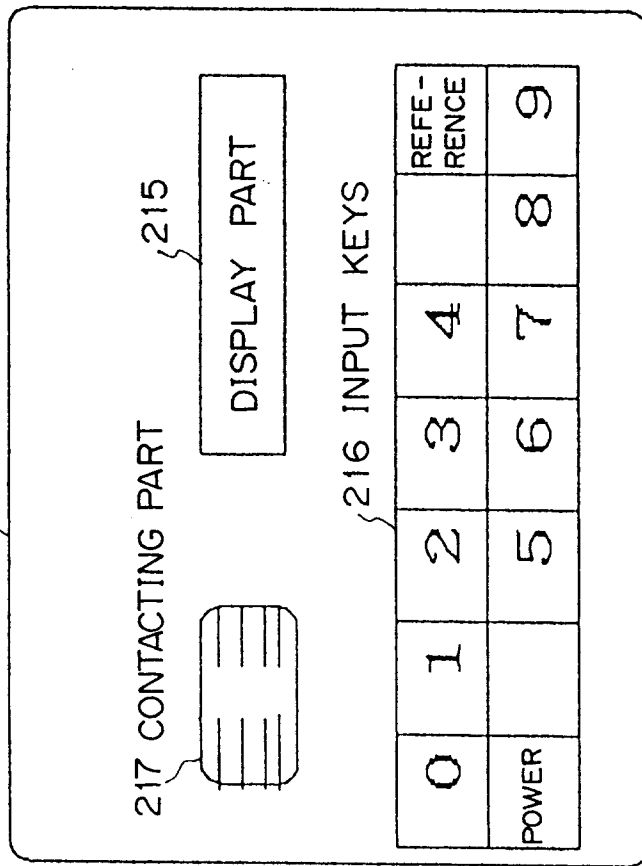 217 CONTACTING PART
215
DISPLAY PART
216 INPUT KEYS
0 1 2 3 4 REFE-
RENCE
POWER 5 6 7 8 9